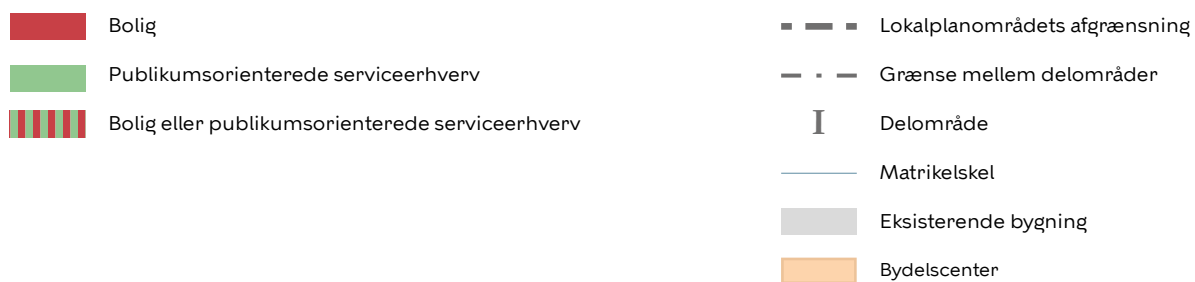 Bolig
Publikumsorienterede serviceerhverv
Bolig eller publikumsorienterede serviceerhverv
Lokalplanområdets afgrænsning
Grænse mellem delområder
I Delområde
Matrikelskel
Eksisterende bygning
Bydelscenter